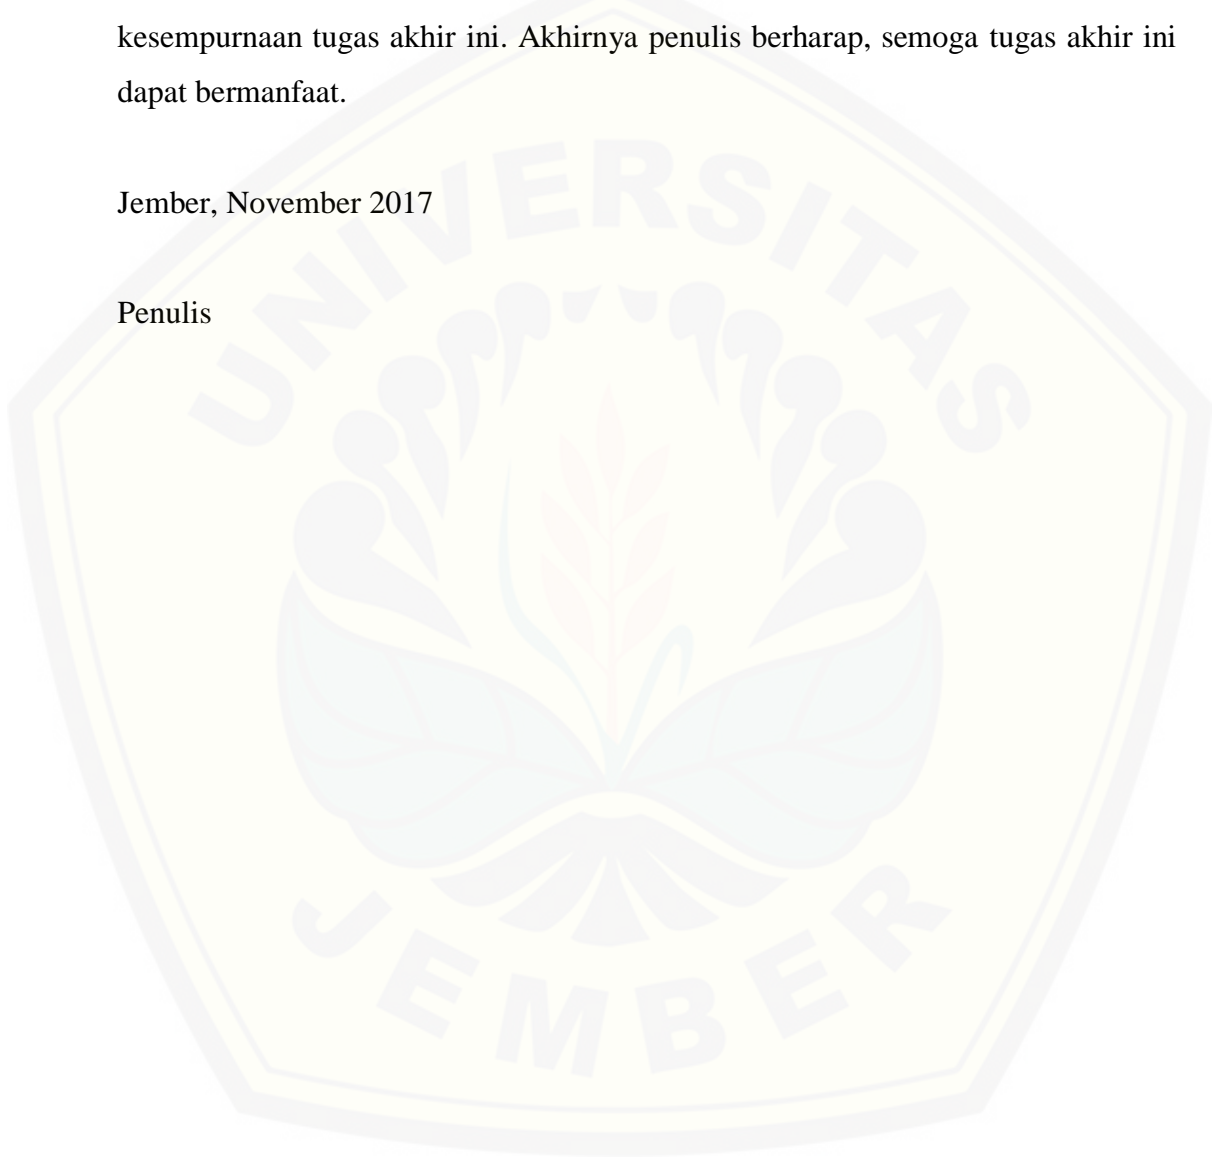 kesempurnaan tugas akhir ini. Akhirnya penulis berharap, semoga tugas akhir ini
dapat bermanfaat.
Jember, November 2017
Penulis
UNIVERSITAS
JEMBER